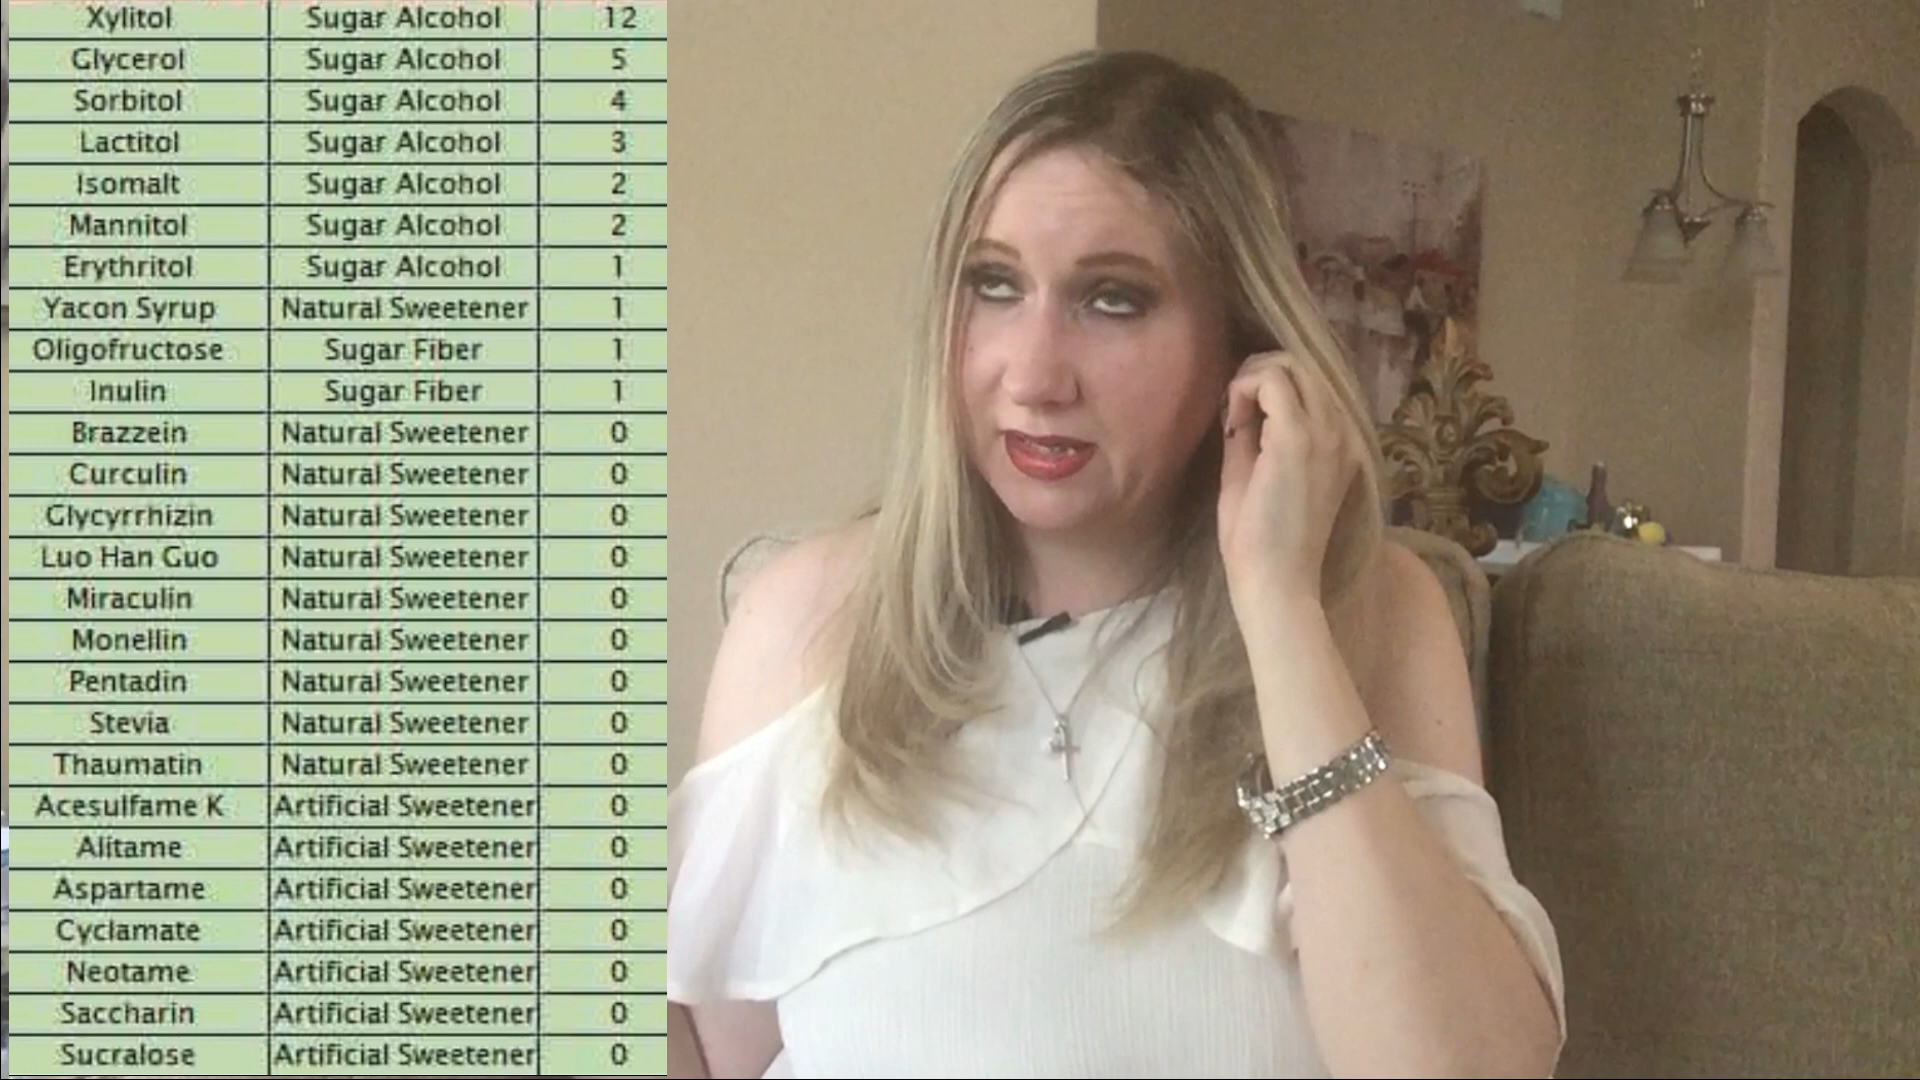 Xylitol Sugar Alcohol 12
Glycerol Sugar Alcohol 5
Sorbitol Sugar Alcohol 4
Lactitol Sugar Alcohol 3
Isomalt Sugar Alcohol 2
Mannitol Sugar Alcohol 2
Erythritol Sugar Alcohol 1
Yacon Syrup Natural Sweetener 1
Oligofructose Sugar Fiber 1
Inulin Sugar Fiber 1
Brazzein Natural Sweetener 0
Curculin Natural Sweetener 0
Glycyrrhizin Natural Sweetener 0
Luo Han Guo Natural Sweetener 0
Miraculin Natural Sweetener 0
Monellin Natural Sweetener 0
Pentadin Natural Sweetener 0
Stevia Natural Sweetener 0
Thaumatin Natural Sweetener 0
Acesulfame K Artificial Sweetener 0
Alitame Artificial Sweetener 0
Aspartame Artificial Sweetener 0
Cyclamate Artificial Sweetener 0
Neotame Artificial Sweetener 0
Saccharin Artificial Sweetener 0
Sucralose Artificial Sweetener 0